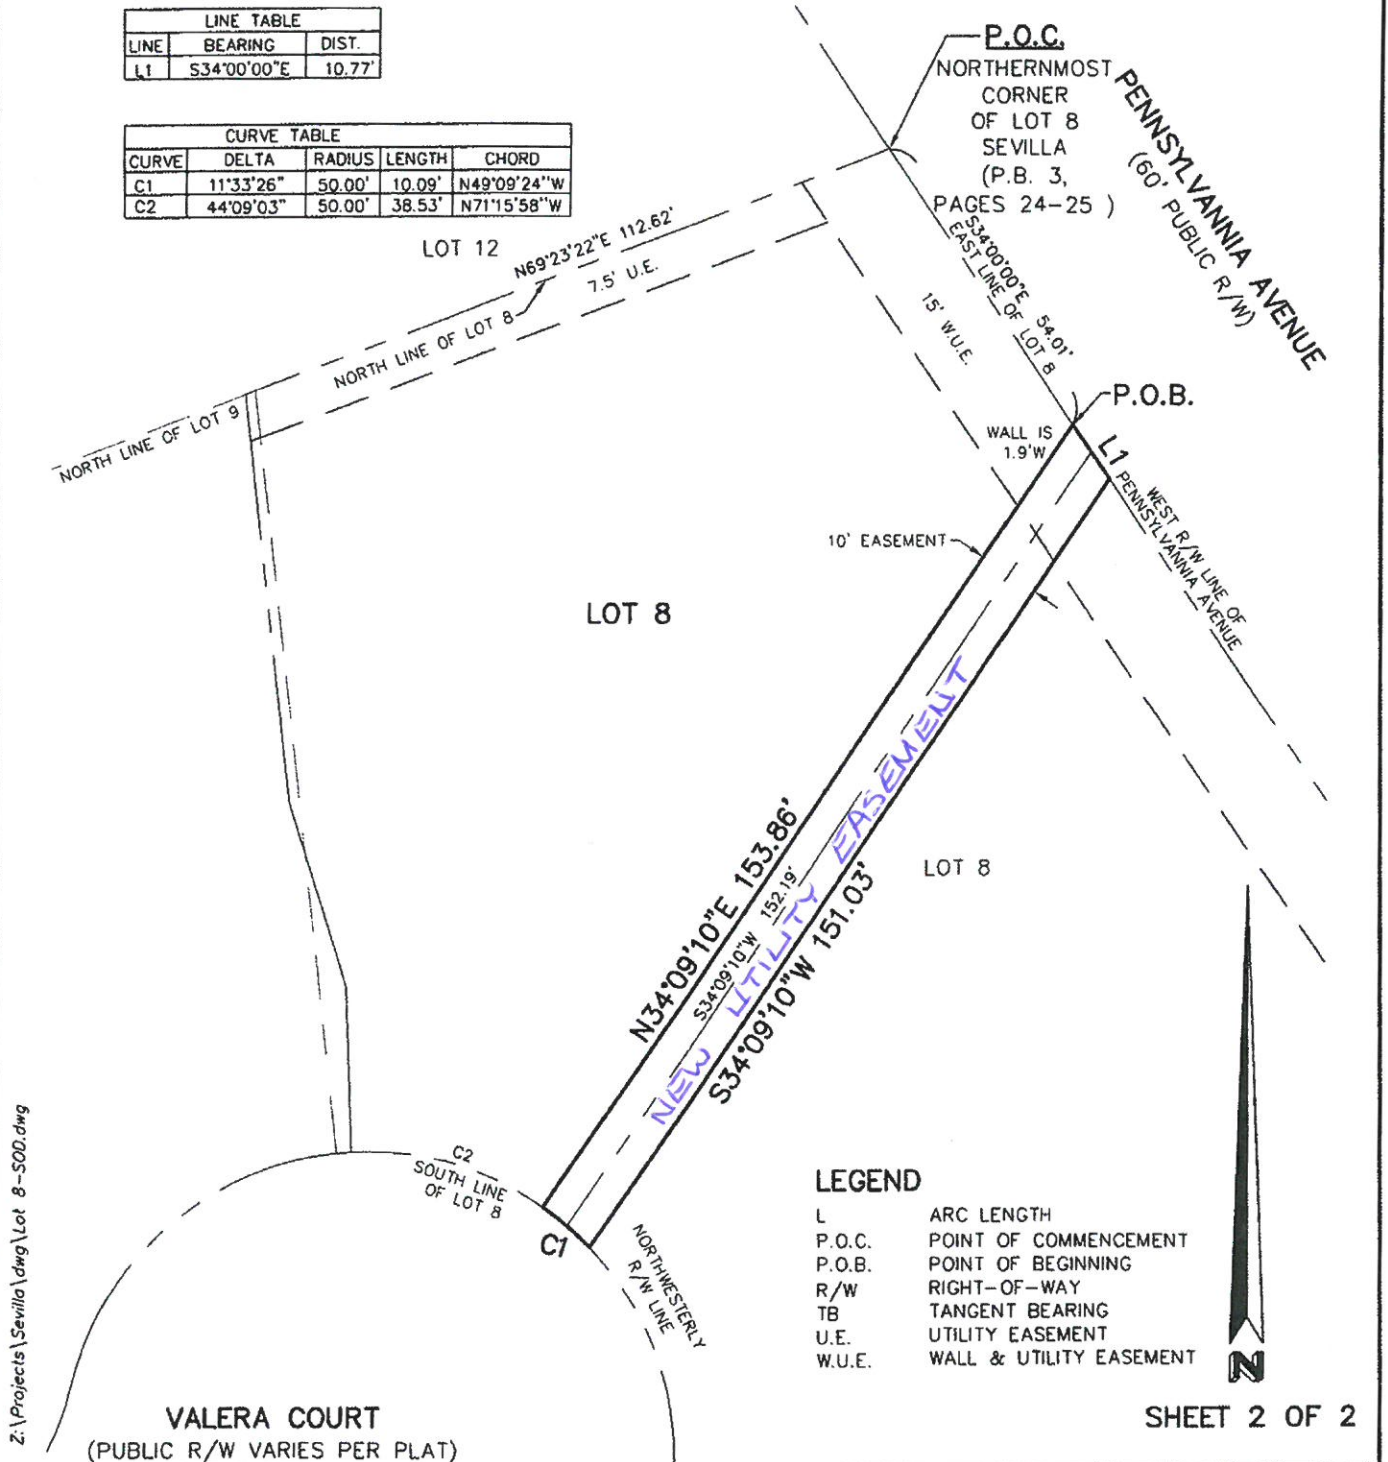 LINE TABLE
LINE BEARING DIST.
L1 S34°00'00"E 10.77'
CURVE TABLE
CURVE DELTA RADIUS LENGTH CHORD
C1 11°33'26" 50.00' 10.09' N49°09'24"W
C2 44°09'03" 50.00' 38.53' N71°15'58"W
P.O.C.
NORTHERNMOST
CORNER
OF LOT 8
SEVILLA
(P.B. 3,
PAGES 24-25 )
PENNSYLVANNIA AVENUE
(60' PUBLIC R/W)
LOT 12
N69°23'22"E 112.62'
7.5' U.E.
NORTH LINE OF LOT 8
NORTH LINE OF LOT 9
S34°00'00"E 54.01'
EAST LINE OF LOT 8
15' W.U.E.
P.O.B.
WALL IS
1.9'W
L1
WEST R/W LINE OF
PENNSYLVANNIA AVENUE
10' EASEMENT
LOT 8
LOT 8
N34°09'10"E 153.86'
S34°09'10"W 152.19'
NEW UTILITY EASEMENT
S34°09'10"W 151.03'
C2
SOUTH LINE
OF LOT 8
C1
NORTHWESTERLY
R/W LINE
LEGEND
L ARC LENGTH
P.O.C. POINT OF COMMENCEMENT
P.O.B. POINT OF BEGINNING
R/W RIGHT-OF-WAY
TB TANGENT BEARING
U.E. UTILITY EASEMENT
W.U.E. WALL & UTILITY EASEMENT
N
VALERA COURT
(PUBLIC R/W VARIES PER PLAT)
SHEET 2 OF 2
Z:\Projects\Sevilla\dwg\Lot 8-SOD.dwg